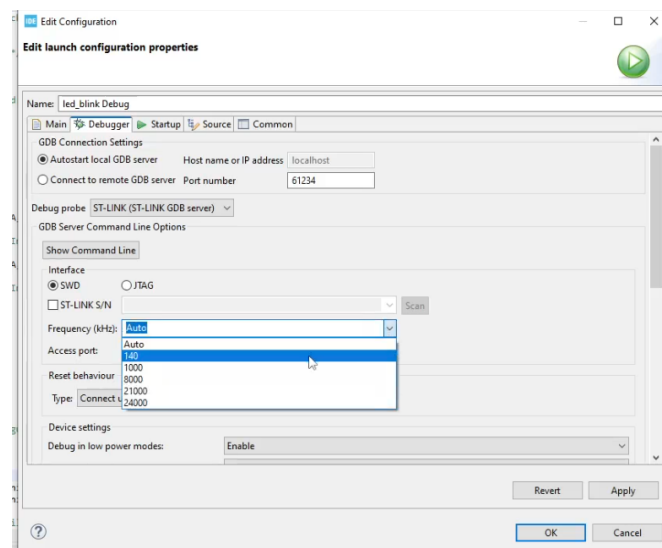 IDE Edit Configuration
Edit launch configuration properties
Name: led_blink Debug
Main Debugger Startup Source Common
GDB Connection Settings
Autostart local GDB server Host name or IP address localhost
Connect to remote GDB server Port number 61234
Debug probe ST-LINK (ST-LINK GDB server)
GDB Server Command Line Options
Show Command Line
Interface
SWD JTAG
ST-LINK S/N Scan
Frequency (kHz): Auto
Auto
Access port:
140
1000
Reset behaviour
8000
21000
Type: Connect u
24000
Device settings
Debug in low power modes: Enable
Revert Apply
? OK Cancel